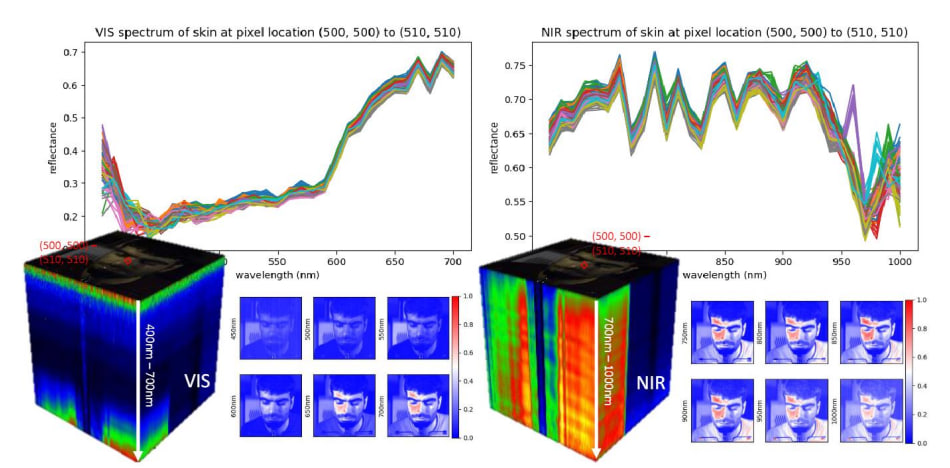 VIS spectrum of skin at pixel location (500, 500) to (510, 510)
0.7
0.6
0.5
0.4
0.3
0.2
reflectance
600
650
700
wavelength (nm)
(500, 500) –
(510, 510)
400nm – 700nm
VIS
450nm
500nm
550nm
600nm
650nm
700nm
1.0
0.8
0.6
0.4
0.2
0.0
NIR spectrum of skin at pixel location (500, 500) to (510, 510)
0.75
0.70
0.65
0.60
0.55
0.50
reflectance
850
900
950
1000
wavelength (nm)
(500, 500) –
(510, 510)
700nm – 1000nm
NIR
750nm
800nm
850nm
900nm
950nm
1000nm
1.0
0.8
0.6
0.4
0.2
0.0